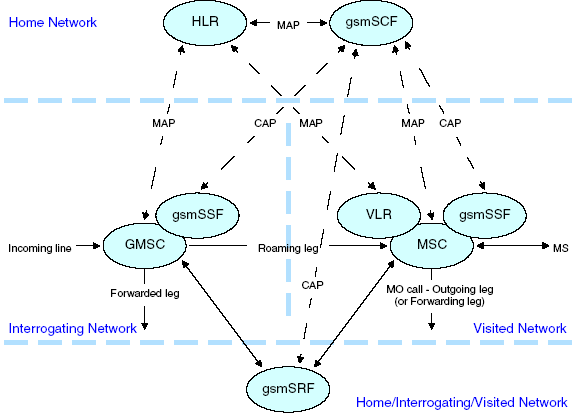 Home Network
HLR
MAP
gsmSCF
MAP
CAP
MAP
MAP
CAP
gsmSSF
VLR
gsmSSF
Incoming line
GMSC
Roaming leg
MSC
MS
Forwarded leg
CAP
MO call - Outgoing leg
(or Forwarding leg)
Interrogating Network
Visited Network
gsmSRF
Home/Interrogating/Visited Network